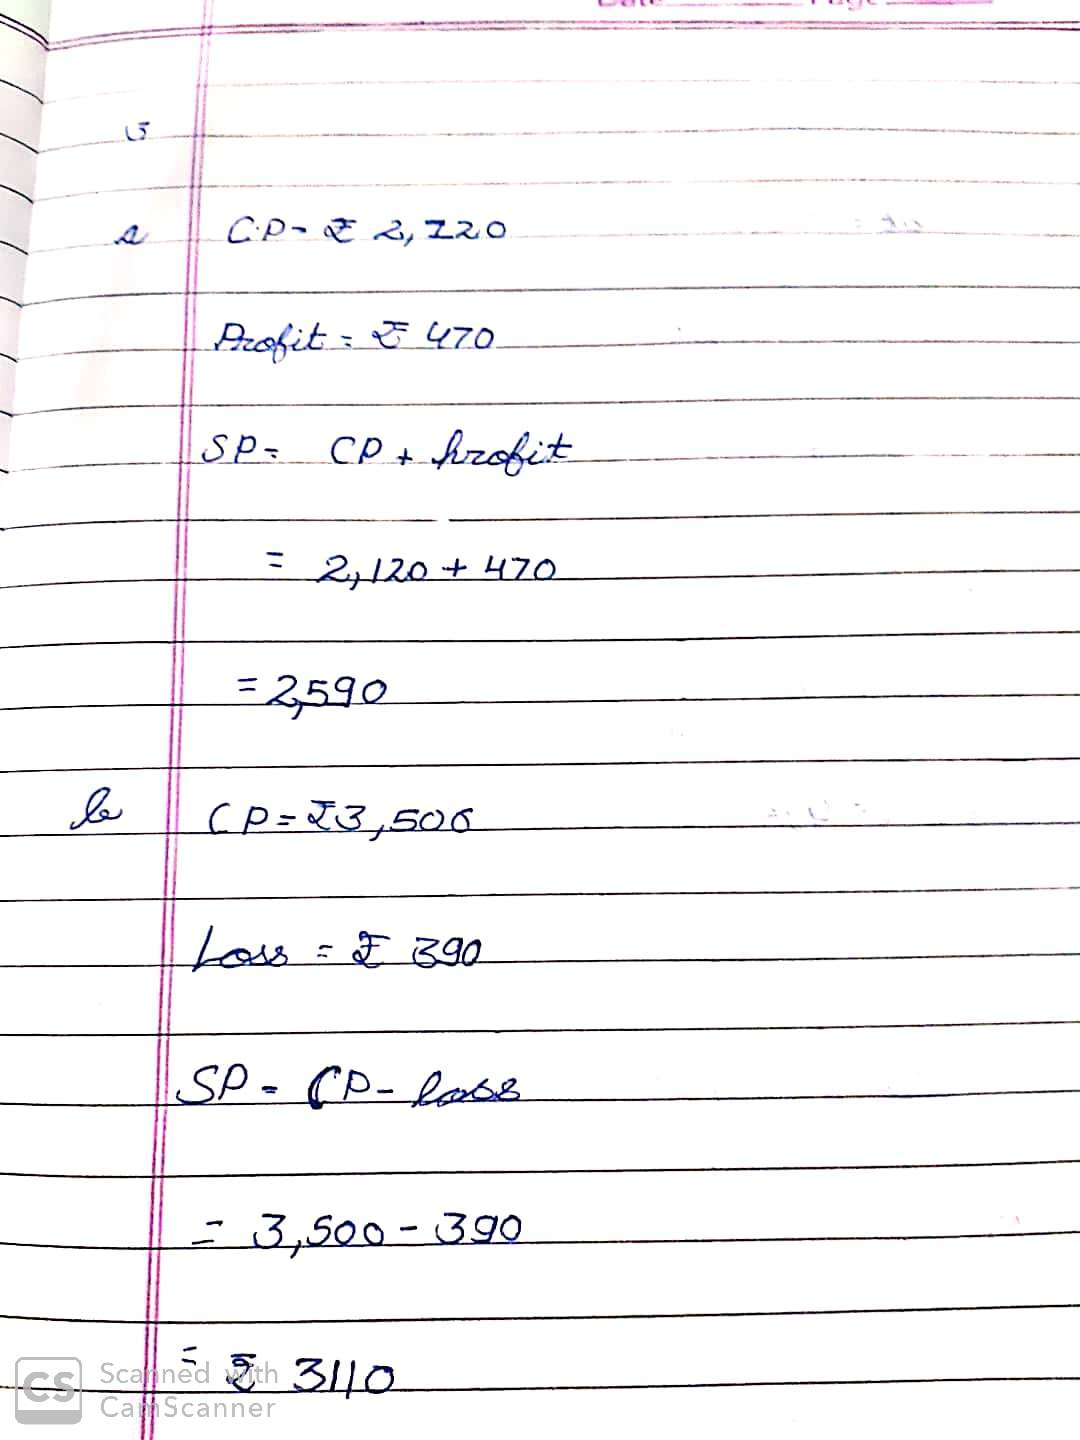 a C.P- ₹ 2,120
Profit = ₹ 470
SP= CP + profit
= 2,120 + 470
= 2,590
b CP=₹3,500
Loss = ₹ 390
SP = CP- loss
= 3,500 - 390
= ₹ 3110
CS Scanned with
CamScanner